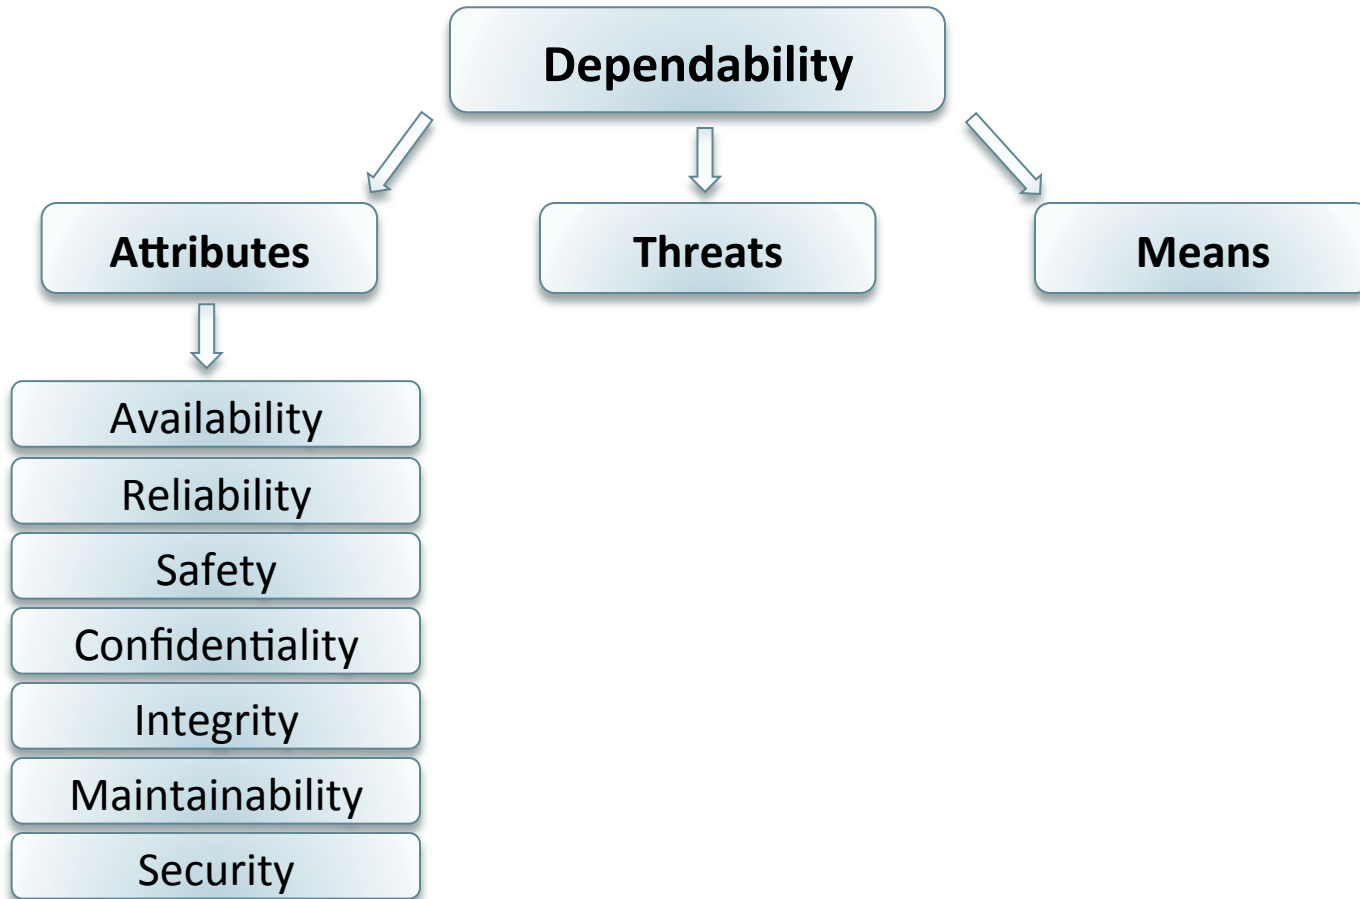 Dependability
Attributes
Threats
Means
Availability
Reliability
Safety
Confidentiality
Integrity
Maintainability
Security